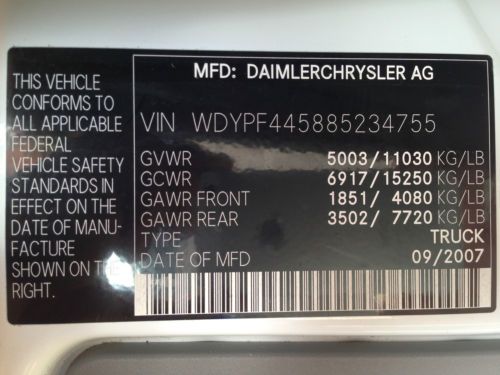 MFD: DAIMLERCHRYSLER AG
THIS VEHICLE
CONFORMS TO
ALL APPLICABLE
FEDERAL
VEHICLE SAFETY
STANDARDS IN
EFFECT ON THE
DATE OF MANU-
FACTURE
SHOWN ON THE
RIGHT.
VIN WDYPF445885234755
GVWR 5003/11030 KG/LB
GCWR 6917/15250 KG/LB
GAWR FRONT 1851/ 4080 KG/LB
GAWR REAR 3502/ 7720 KG/LB
TYPE TRUCK
DATE OF MFD 09/2007